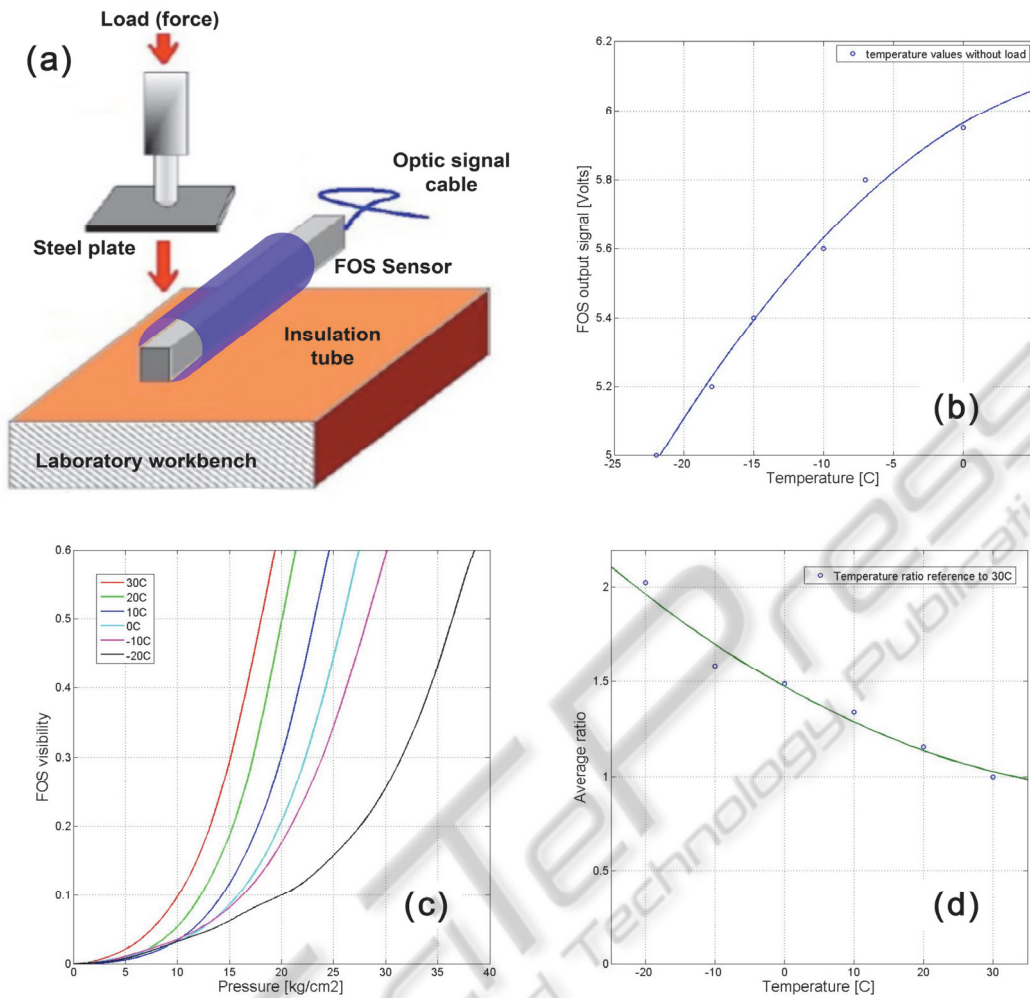 Load (force)
(a)
Optic signal
cable
Steel plate
FOS Sensor
Insulation
tube
Laboratory workbench
6.2
6
5.8
5.6
5.4
5.2
5
FOS output signal [Volts]
temperature values without load
(b)
-25 -20 -15 -10 -5 0
Temperature [C]
0.6
0.5
0.4
0.3
0.2
0.1
0
FOS visibility
30C
20C
10C
0C
-10C
-20C
(c)
0 5 10 15 20 25 30 35 40
Pressure [kg/cm2]
2
1.5
1
0.5
0
Average ratio
Temperature ratio reference to 30C
(d)
-20 -10 0 10 20 30
Temperature [C]
Technology Publicati